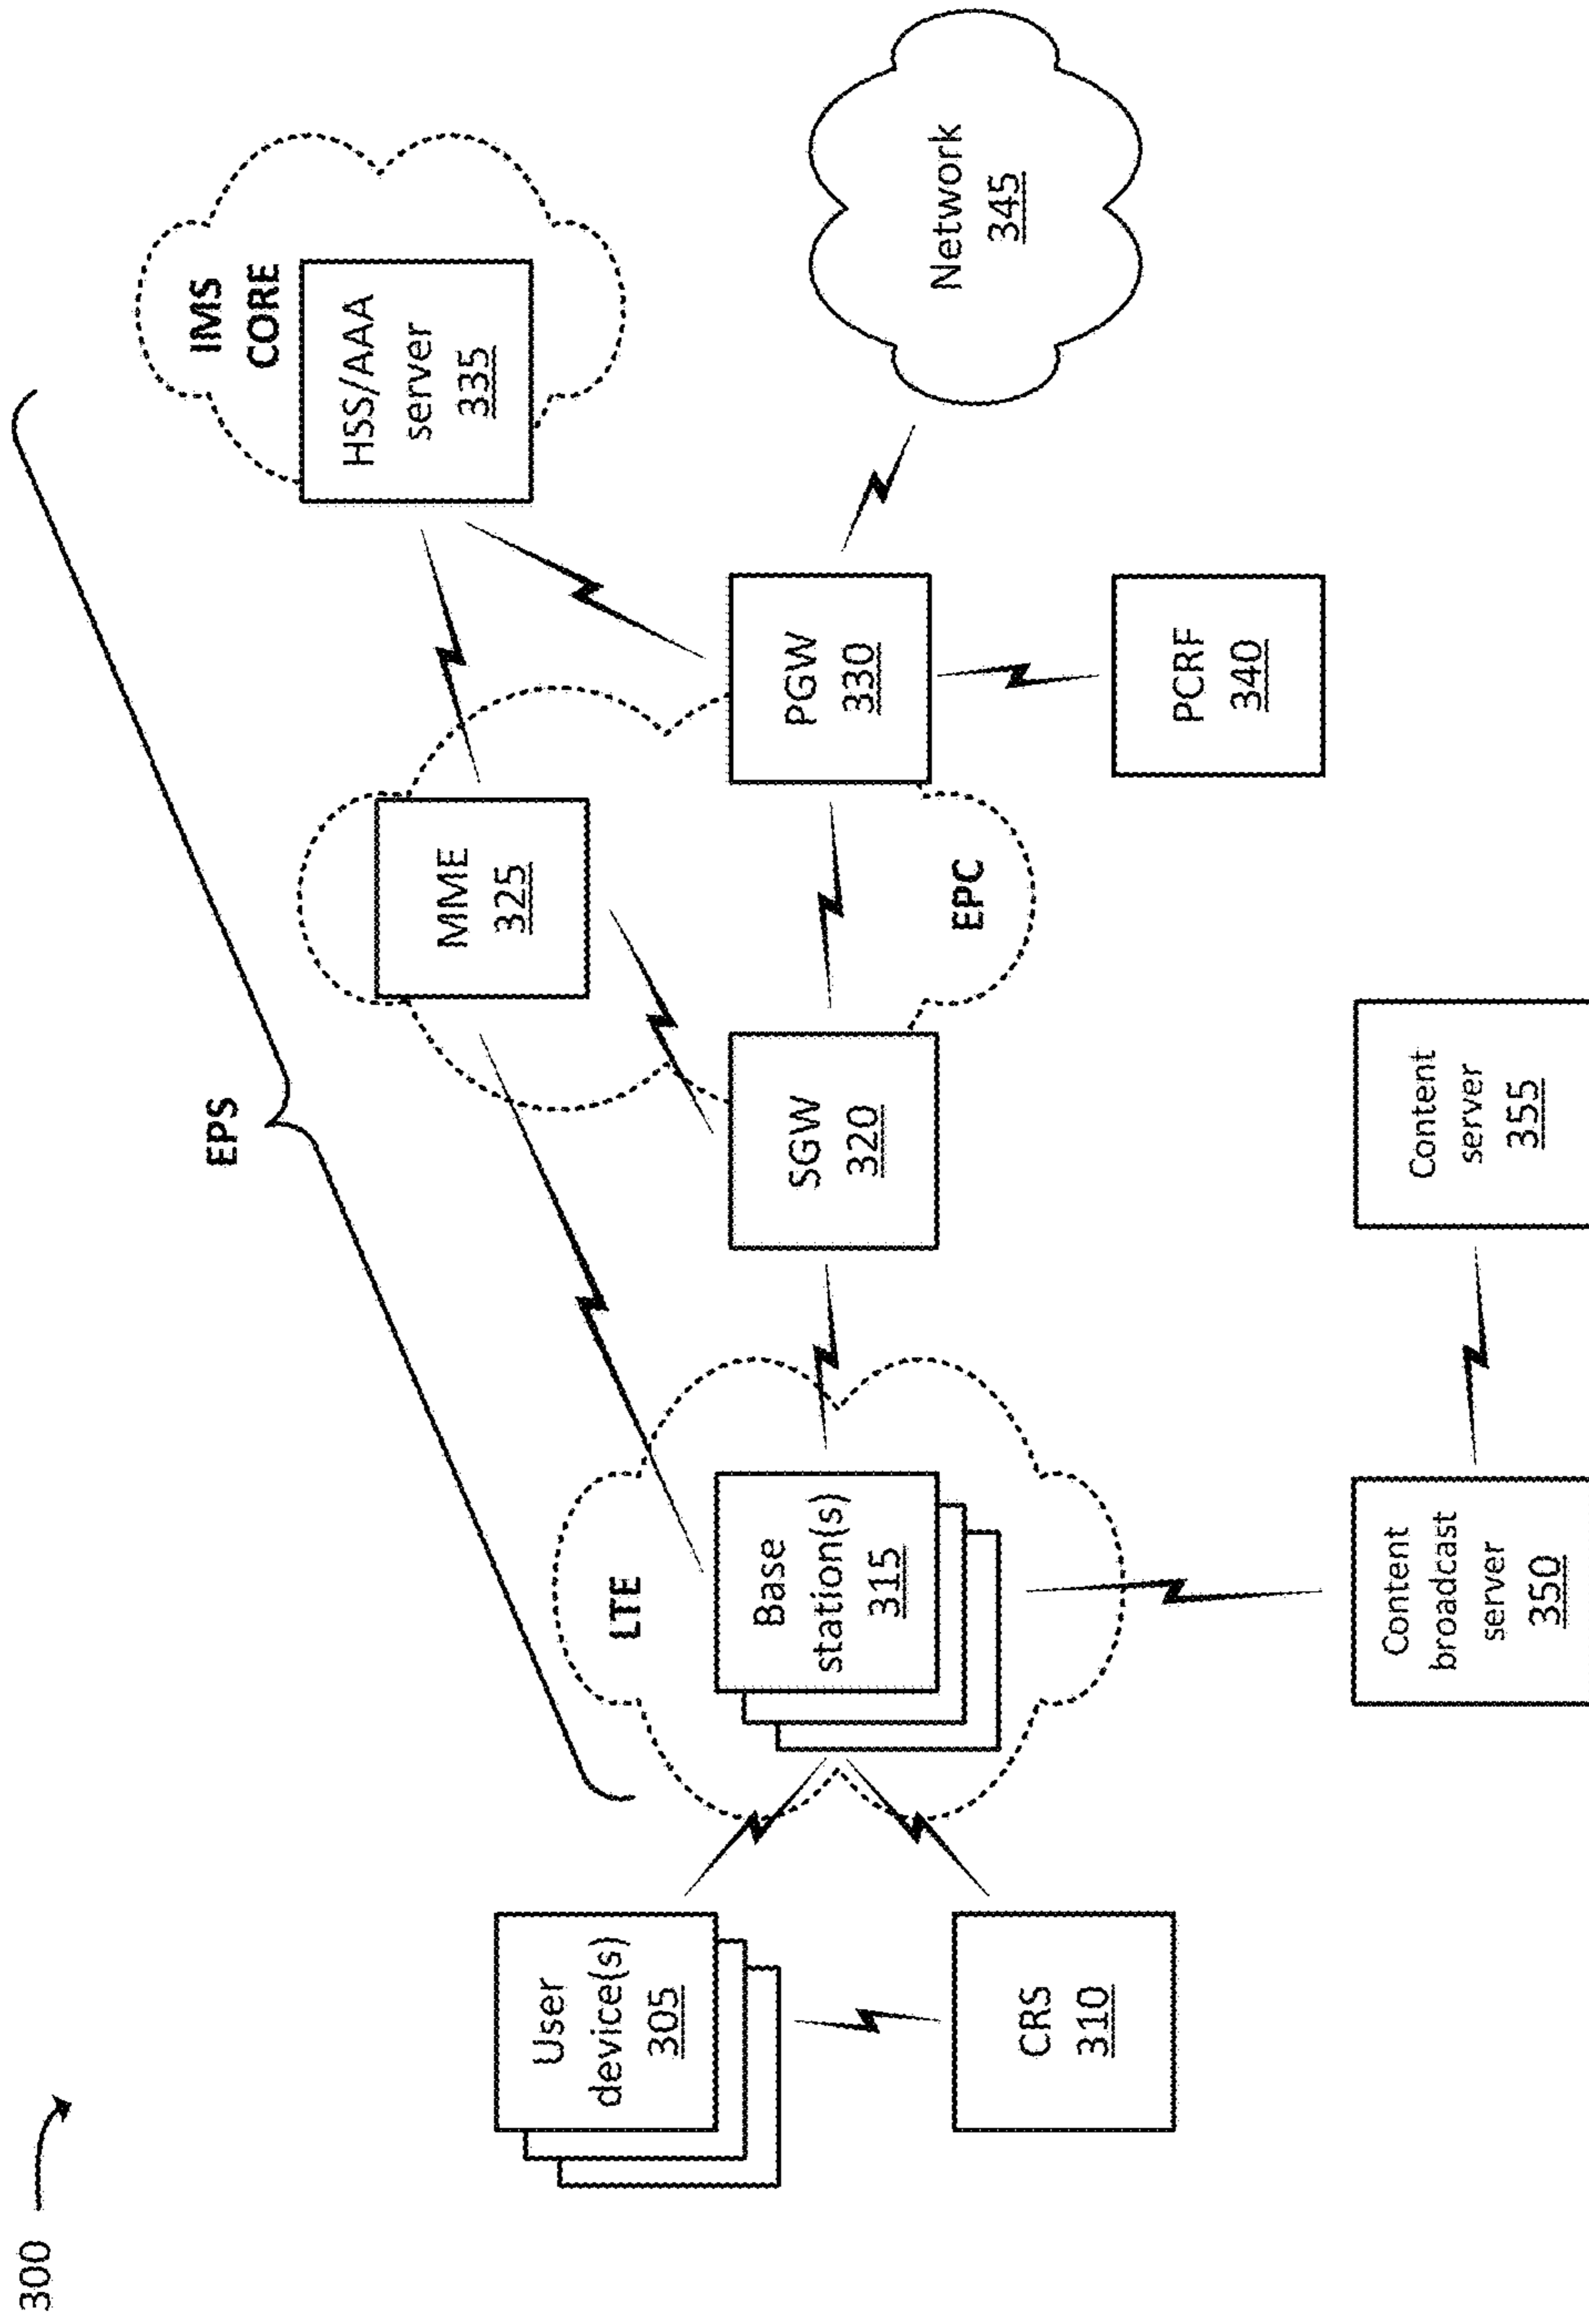 300
EPS
IMS
CORE
HSS/AAA
server
335
MME
325
LTE
User
device(s)
305
Base
station(s)
315
SGW
320
PGW
330
Network
345
EPC
CRS
310
PCRF
340
Content
broadcast
server
350
Content
server
355